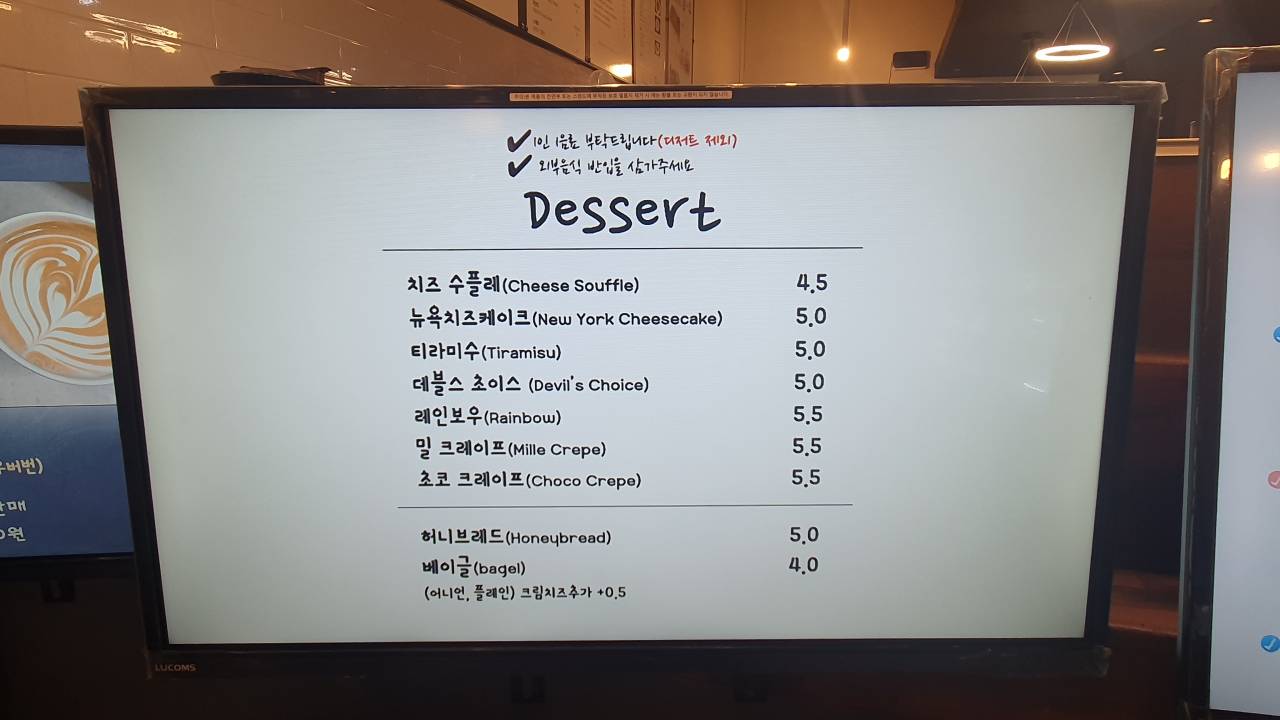 ✔1인 1음료 부탁드립니다(디저트 제외)
✔ 외부음식 반입을 삼가주세요
Dessert
치즈 수플레(Cheese Souffle) 4.5
뉴욕치즈케이크(New York Cheesecake) 5.0
티라미수(Tiramisu) 5.0
데블스 초이스 (Devil's Choice) 5.0
레인보우(Rainbow) 5.5
밀 크레이프(Mille Crepe) 5.5
초코 크레이프(Choco Crepe) 5.5
허니브레드(Honeybread) 5.0
베이글(bagel) 4.0
(어니언, 플레인) 크림치즈추가 +0.5
LUCOMS
버번)
매
원